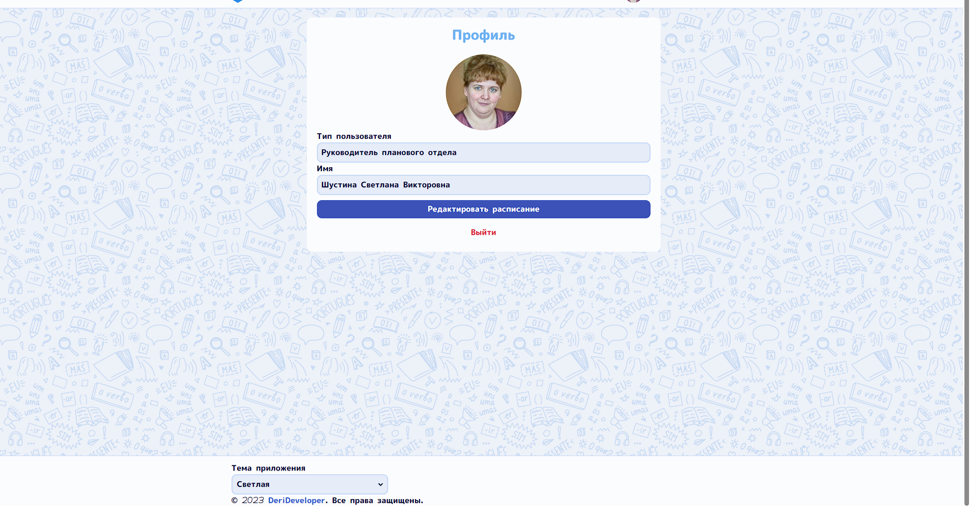 Профиль
Тип пользователя
Руководитель планового отдела
Имя
Шустина Светлана Викторовна
Редактировать расписание
Выйти
Тема приложения
Светлая
© 2023 DeriDeveloper. Все права защищены.